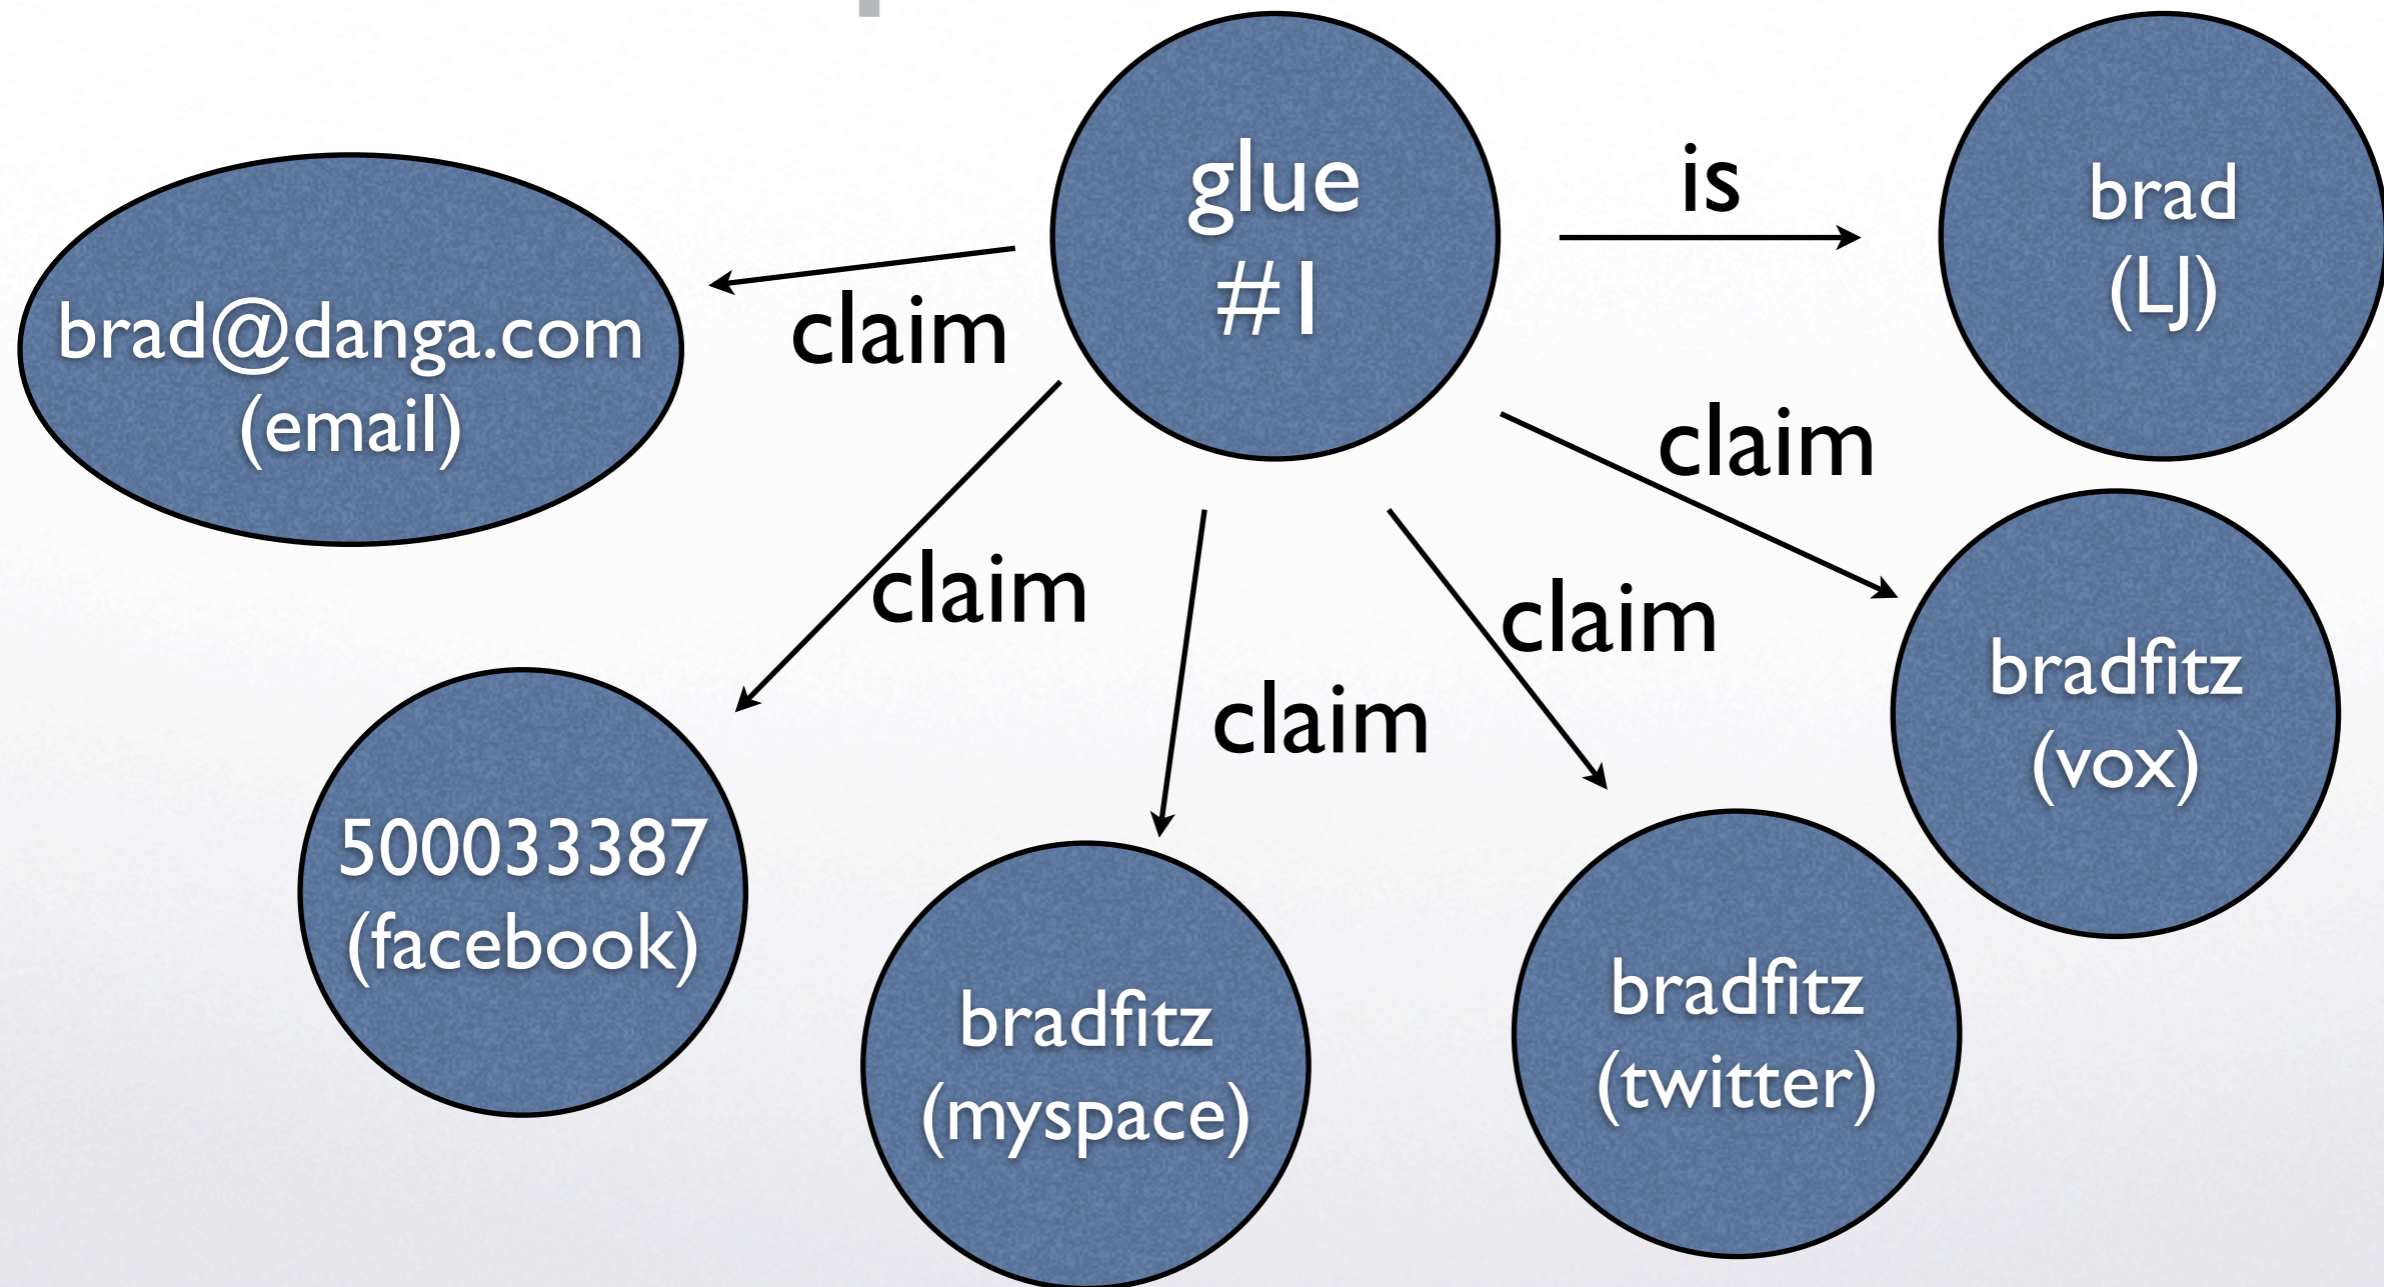 glue
#1
is
brad
(LJ)
brad@danga.com
(email)
claim
claim
claim
claim
claim
bradfitz
(vox)
500033387
(facebook)
bradfitz
(myspace)
bradfitz
(twitter)